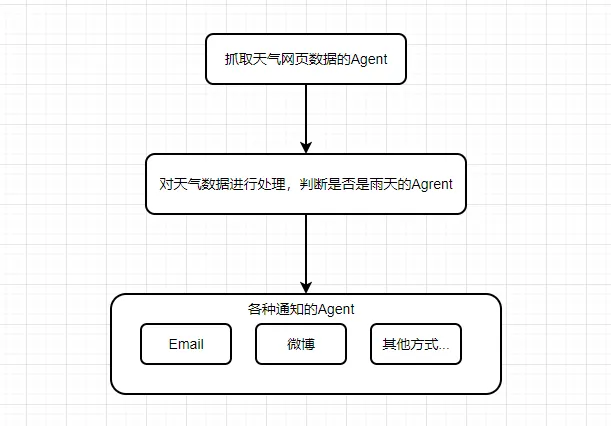 抓取天气网页数据的Agent
对天气数据进行处理，判断是否是雨天的Agrent
各种通知的Agent
Email
微博
其他方式...